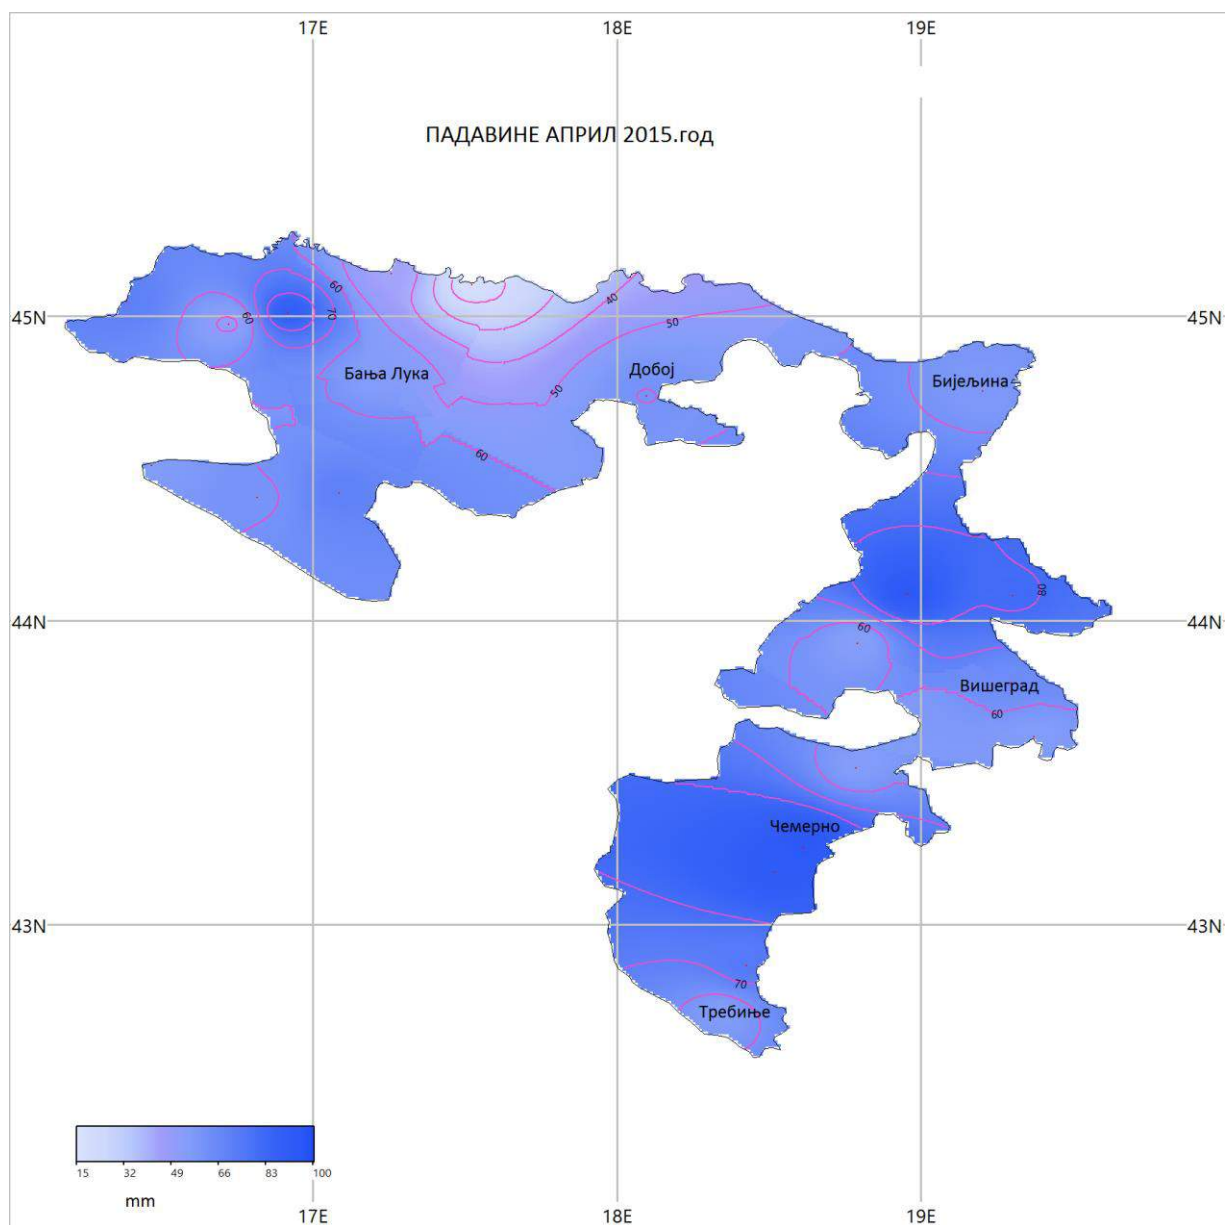 17E 18E 19E
ПАДАВИНЕ АПРИЛ 2015.год
60
45N 60 70 40 50 45N
Бања Лука Добој Бијељина
50
60
80
44N 44N
60
Вишеград
60
Чемерно
43N 43N
70
Требиње
15 32 49 66 83 100
mm
17E 18E 19E